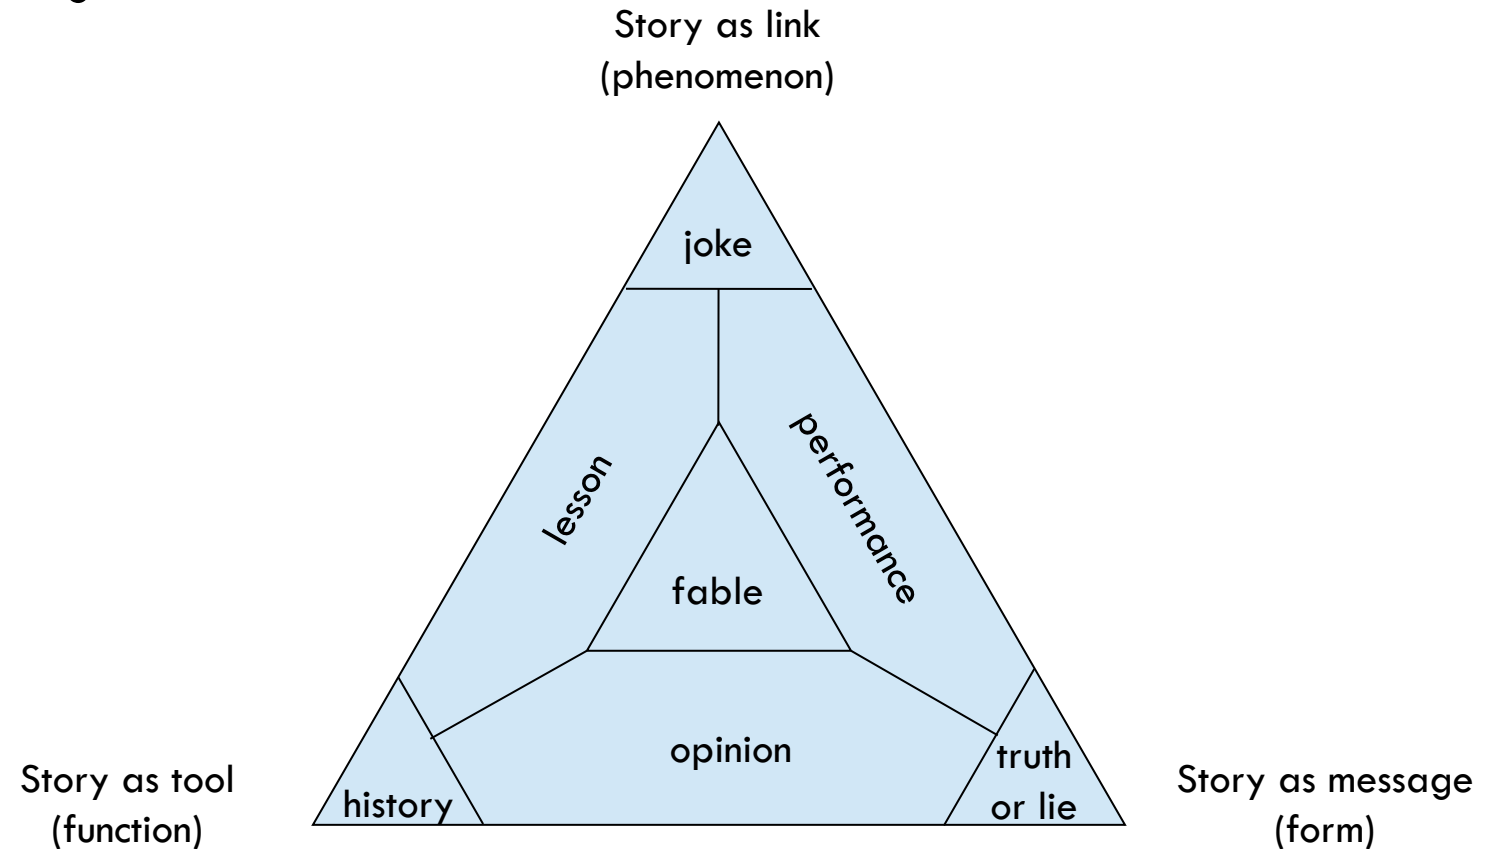 Story as link
(phenomenon)
joke
lesson
performance
fable
opinion
truth
or lie
history
Story as tool
(function)
Story as message
(form)